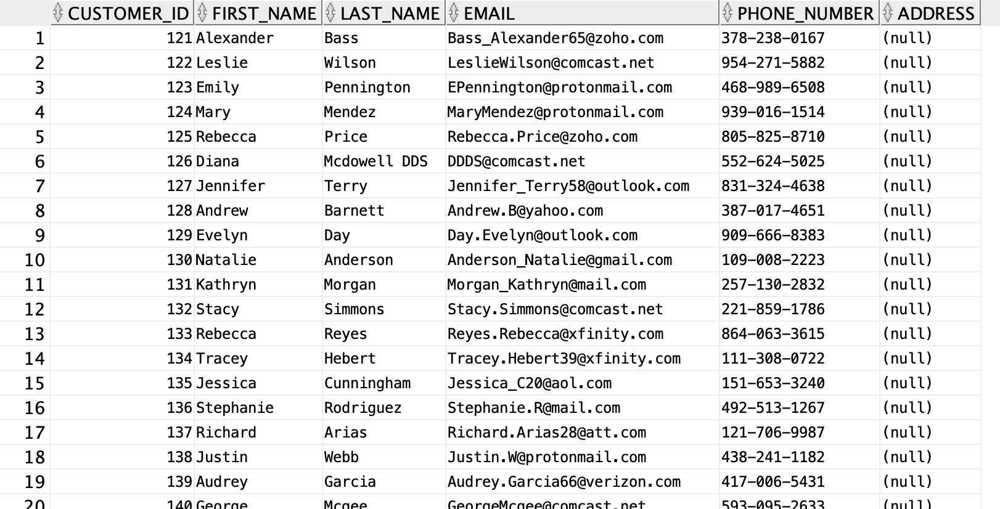 CUSTOMER_ID FIRST_NAME LAST_NAME EMAIL PHONE_NUMBER ADDRESS
1 121 Alexander Bass Bass_Alexander65@zoho.com 378-238-0167 (null)
2 122 Leslie Wilson LeslieWilson@comcast.net 954-271-5882 (null)
3 123 Emily Pennington EPennington@protonmail.com 468-989-6508 (null)
4 124 Mary Mendez MaryMendez@protonmail.com 939-016-1514 (null)
5 125 Rebecca Price Rebecca.Price@zoho.com 805-825-8710 (null)
6 126 Diana Mcdowell DDS DDDS@comcast.net 552-624-5025 (null)
7 127 Jennifer Terry Jennifer_Terry58@outlook.com 831-324-4638 (null)
8 128 Andrew Barnett Andrew.B@yahoo.com 387-017-4651 (null)
9 129 Evelyn Day Day.Evelyn@outlook.com 909-666-8383 (null)
10 130 Natalie Anderson Anderson_Natalie@gmail.com 109-008-2223 (null)
11 131 Kathryn Morgan Morgan_Kathryn@mail.com 257-130-2832 (null)
12 132 Stacy Simmons Stacy.Simmons@comcast.net 221-859-1786 (null)
13 133 Rebecca Reyes Reyes.Rebecca@xfinity.com 864-063-3615 (null)
14 134 Tracey Hebert Tracey.Hebert39@xfinity.com 111-308-0722 (null)
15 135 Jessica Cunningham Jessica_C20@aol.com 151-653-3240 (null)
16 136 Stephanie Rodriguez Stephanie.R@mail.com 492-513-1267 (null)
17 137 Richard Arias Richard.Arias28@att.com 121-706-9987 (null)
18 138 Justin Webb Justin.W@protonmail.com 438-241-1182 (null)
19 139 Audrey Garcia Audrey.Garcia66@verizon.com 417-006-5431 (null)
20 140 George Mcgee GeorgeMcgee@comcast.net 593-095-2633 (null)